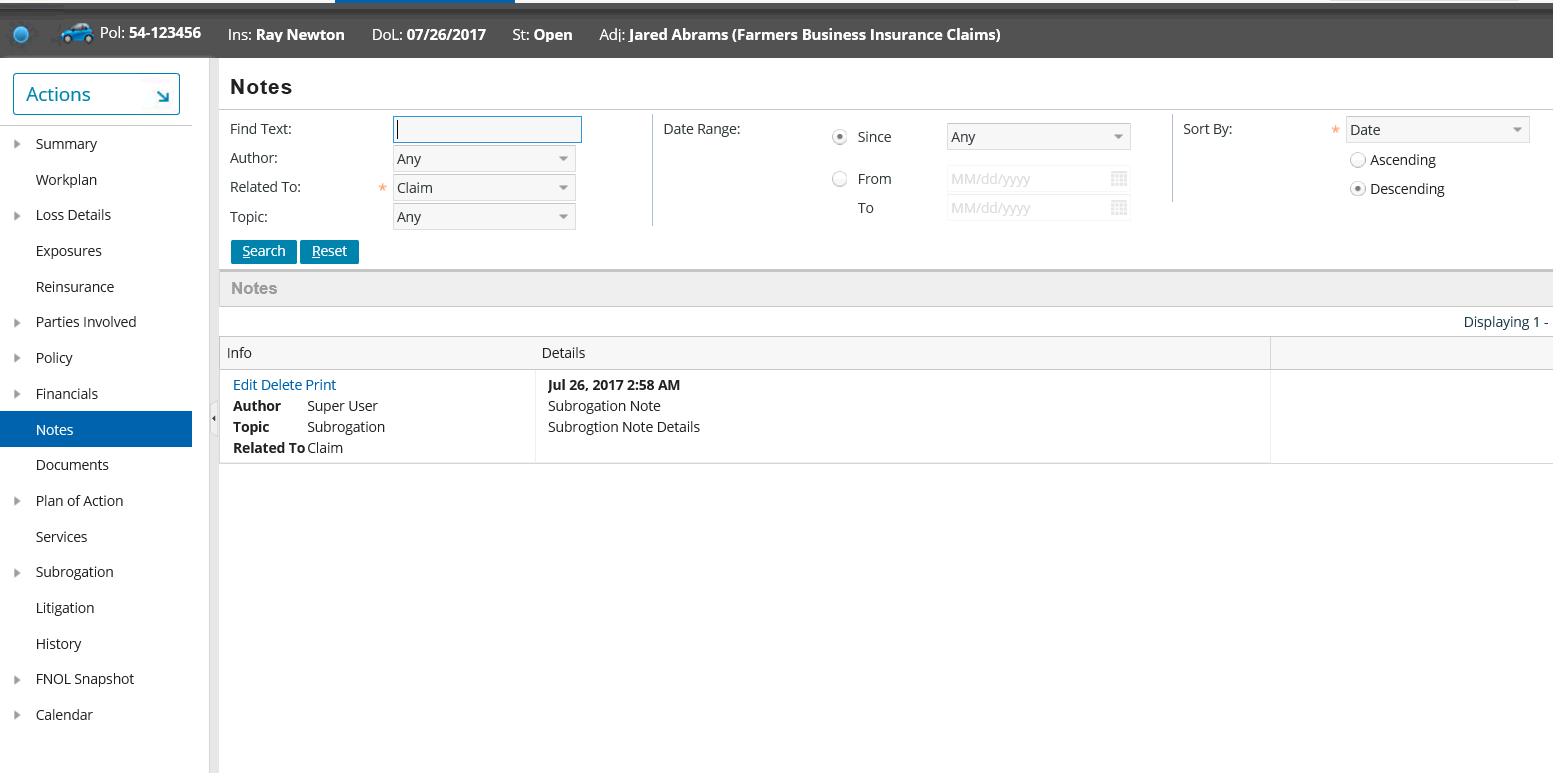 Pol: 54-123456 Ins: Ray Newton DoL: 07/26/2017 St: Open Adj: Jared Abrams (Farmers Business Insurance Claims)
Actions
Summary
Workplan
Loss Details
Exposures
Reinsurance
Parties Involved
Policy
Financials
Notes
Documents
Plan of Action
Services
Subrogation
Litigation
History
FNOL Snapshot
Calendar
Notes
Find Text:
Author: Any
Related To: * Claim
Topic: Any
Date Range:
Since Any
From MM/dd/yyyy
To MM/dd/yyyy
Sort By: * Date
Ascending
Descending
Search Reset
Notes
Displaying 1 -
Info Details
Edit Delete Print
Author Super User
Topic Subrogation
Related To Claim
Jul 26, 2017 2:58 AM
Subrogation Note
Subrogtion Note Details